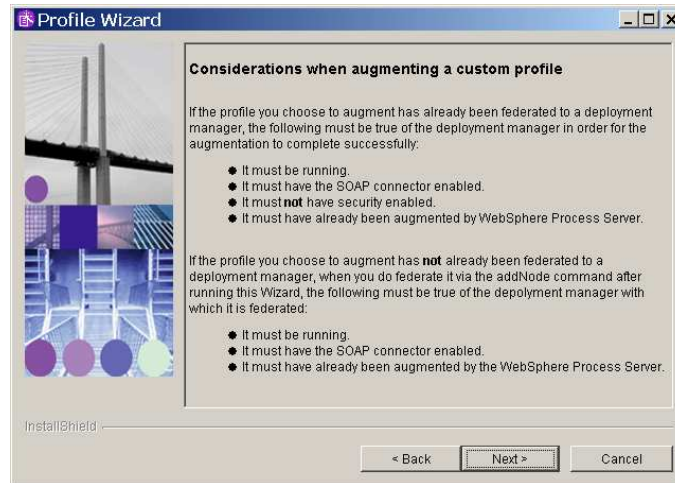 Profile Wizard
Considerations when augmenting a custom profile
If the profile you choose to augment has already been federated to a deployment
manager, the following must be true of the deployment manager in order for the
augmentation to complete successfully:
● It must be running.
● It must have the SOAP connector enabled.
● It must not have security enabled.
● It must have already been augmented by WebSphere Process Server.
If the profile you choose to augment has not already been federated to a
deployment manager, when you do federate it via the addNode command after
running this Wizard, the following must be true of the depolyment manager with
which it is federated:
● It must be running.
● It must have the SOAP connector enabled.
● It must have already been augmented by the WebSphere Process Server.
InstallShield
< Back Next > Cancel